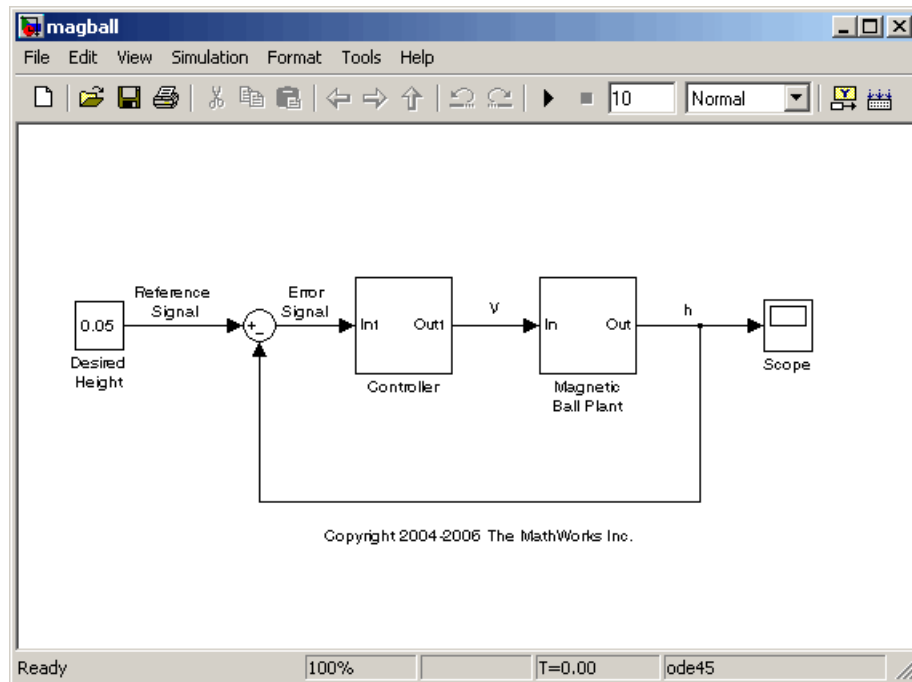 magball
File Edit View Simulation Format Tools Help
10 Normal
Reference
Signal
Error
Signal
0.05
+
−
In1 Out1
V
In Out
h
Desired
Height
Controller
Magnetic
Ball Plant
Scope
Copyright 2004-2006 The MathWorks Inc.
Ready 100% T=0.00 ode45